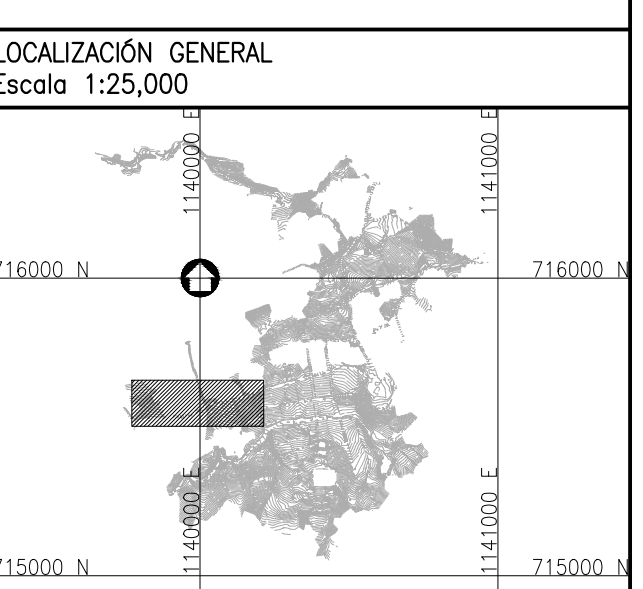 LOCALIZACIÓN GENERAL
Escala 1:25,000
1140000 E
1141000 E
716000 N
716000 N
1140000 E
1141000 E
715000 N
715000 N